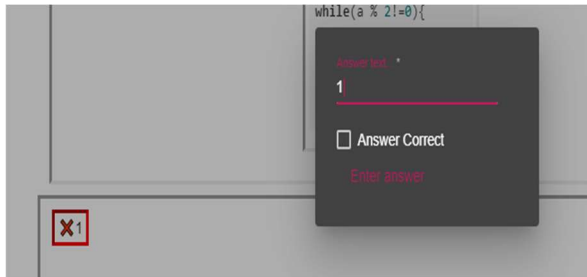 while(a % 2!=0){
Answer text *
1
Answer Correct
Enter answer
1